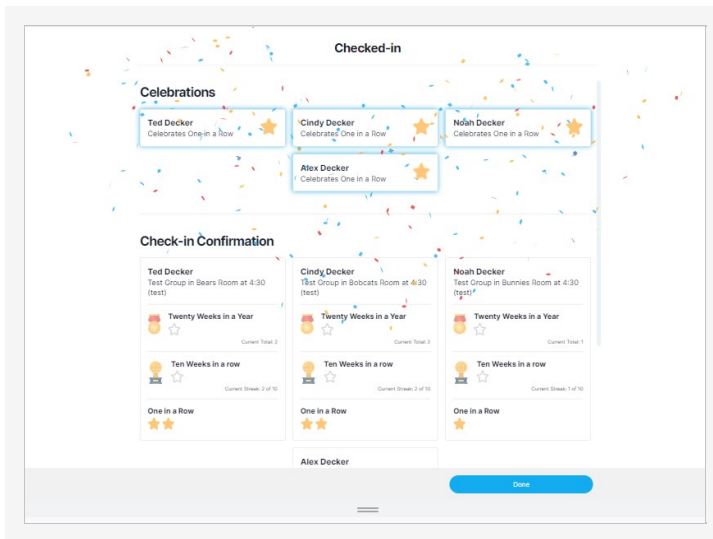 Checked-in
Celebrations
Ted Decker
Celebrates One in a Row
Cindy Decker
Celebrates One in a Row
Noah Decker
Celebrates One in a Row
Alex Decker
Celebrates One in a Row
Check-in Confirmation
Ted Decker
Test Group in Bears Room at 4:30
(test)
Twenty Weeks in a Year
Current Total: 2
Ten Weeks in a row
Current Streak: 2 of 10
One in a Row
Cindy Decker
Test Group in Bobcats Room at 4:30
(test)
Twenty Weeks in a Year
Current Total: 2
Ten Weeks in a row
Current Streak: 2 of 10
One in a Row
Noah Decker
Test Group in Bunnies Room at 4:30
(test)
Twenty Weeks in a Year
Current Total: 1
Ten Weeks in a row
Current Streak: 1 of 10
One in a Row
Alex Decker
Done